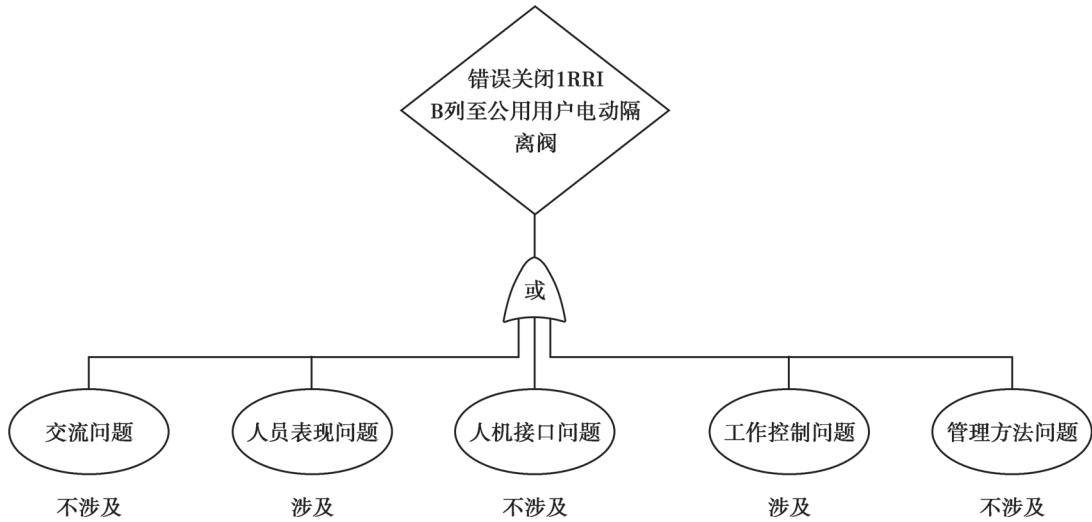 错误关闭1RRI
B列至公用用户电动隔
离阀
或
交流问题
人员表现问题
人机接口问题
工作控制问题
管理方法问题
不涉及
涉及
不涉及
涉及
不涉及